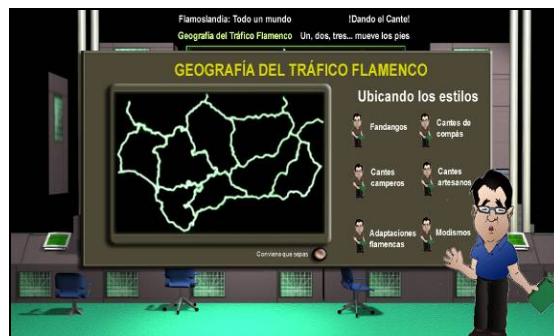 Flamoslandia: Todo un mundo
!Dando el Cante!
Geografía del Tráfico Flamenco
Un, dos, tres... mueve los pies
GEOGRAFÍA DEL TRÁFICO FLAMENCO
Ubicando los estilos
Fandangos
Cantes de
compás
Cantes
camperos
Cantes
artesanos
Adaptaciones
flamencas
Modismos
Conviene que sepas